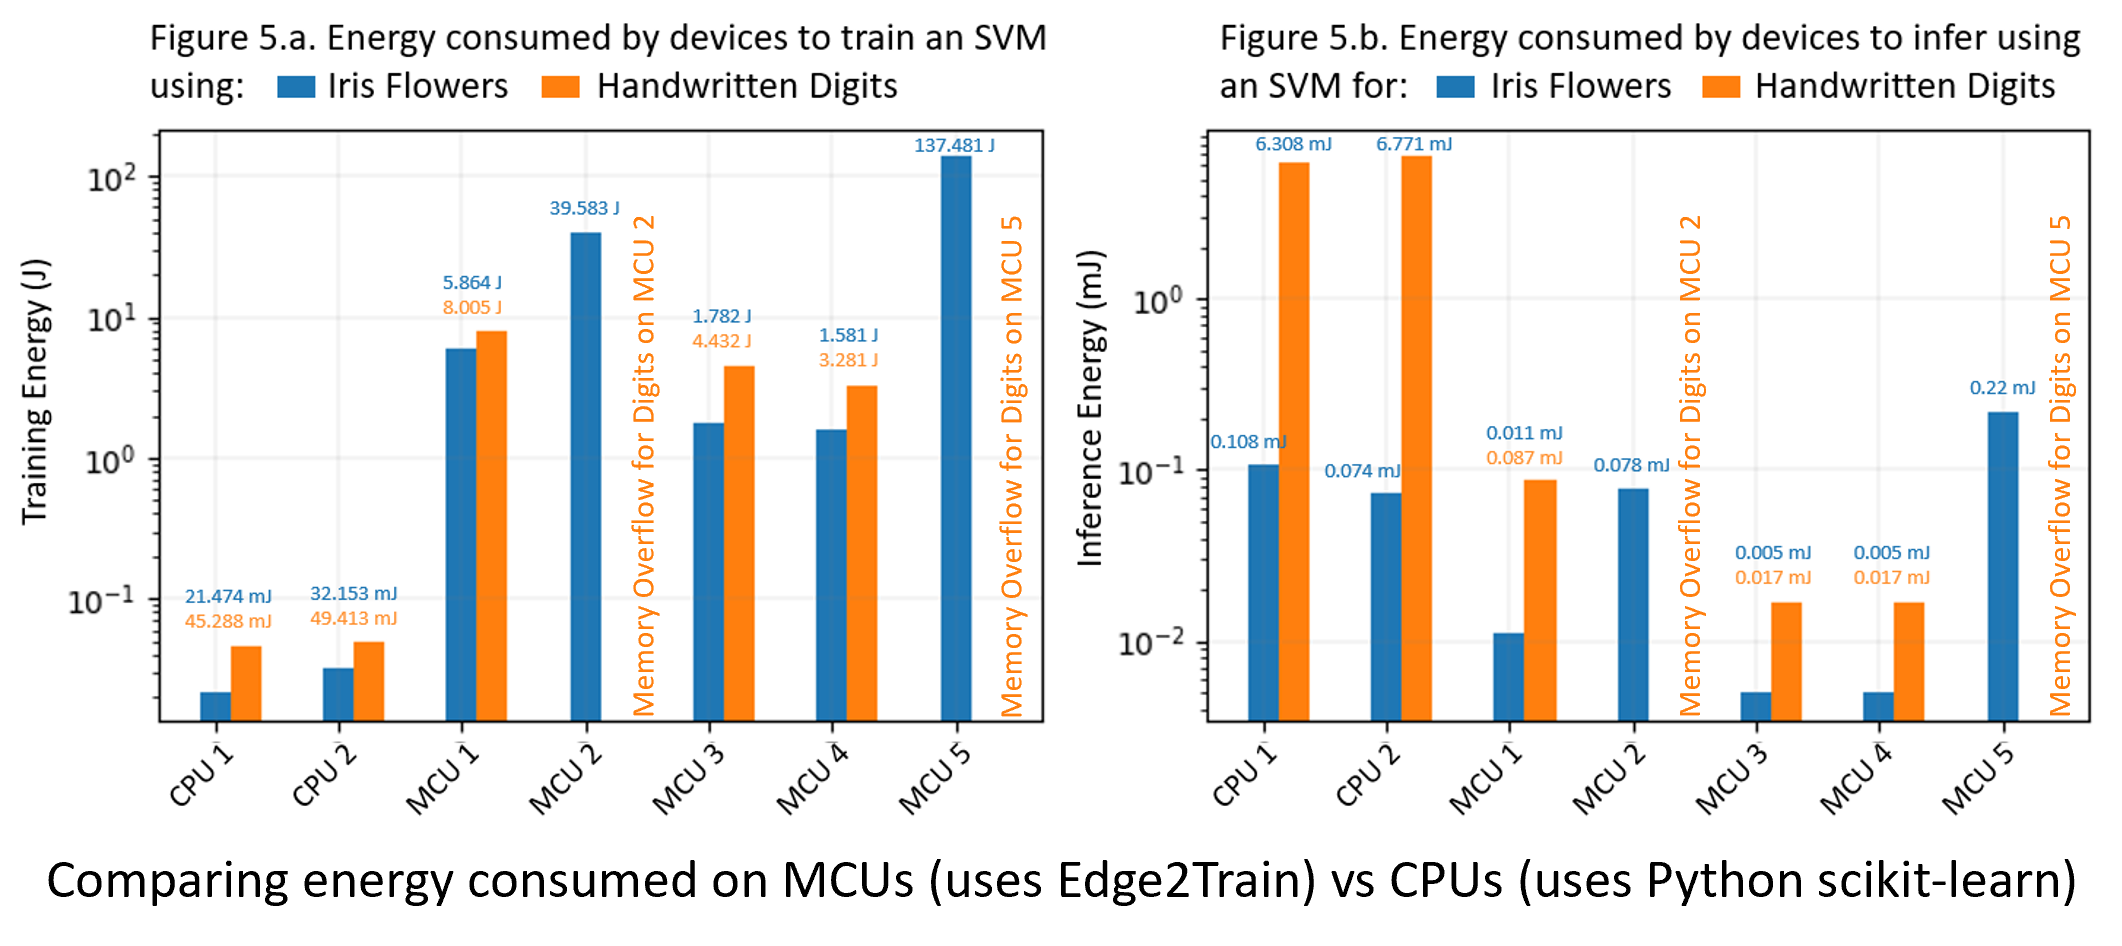 Figure 5.a. Energy consumed by devices to train an SVM
using: Iris Flowers Handwritten Digits
Training Energy (J)
10²
10¹
10⁰
10⁻¹
21.474 mJ
45.288 mJ
32.153 mJ
49.413 mJ
5.864 J
8.005 J
39.583 J
Memory Overflow for Digits on MCU 2
1.782 J
4.432 J
1.581 J
3.281 J
137.481 J
Memory Overflow for Digits on MCU 5
CPU 1
CPU 2
MCU 1
MCU 2
MCU 3
MCU 4
MCU 5
Figure 5.b. Energy consumed by devices to infer using
an SVM for: Iris Flowers Handwritten Digits
Inference Energy (mJ)
10⁰
10⁻¹
10⁻²
0.108 mJ
6.308 mJ
0.074 mJ
6.771 mJ
0.011 mJ
0.087 mJ
0.078 mJ
Memory Overflow for Digits on MCU 2
0.005 mJ
0.017 mJ
0.005 mJ
0.017 mJ
0.22 mJ
Memory Overflow for Digits on MCU 5
CPU 1
CPU 2
MCU 1
MCU 2
MCU 3
MCU 4
MCU 5
Comparing energy consumed on MCUs (uses Edge2Train) vs CPUs (uses Python scikit-learn)